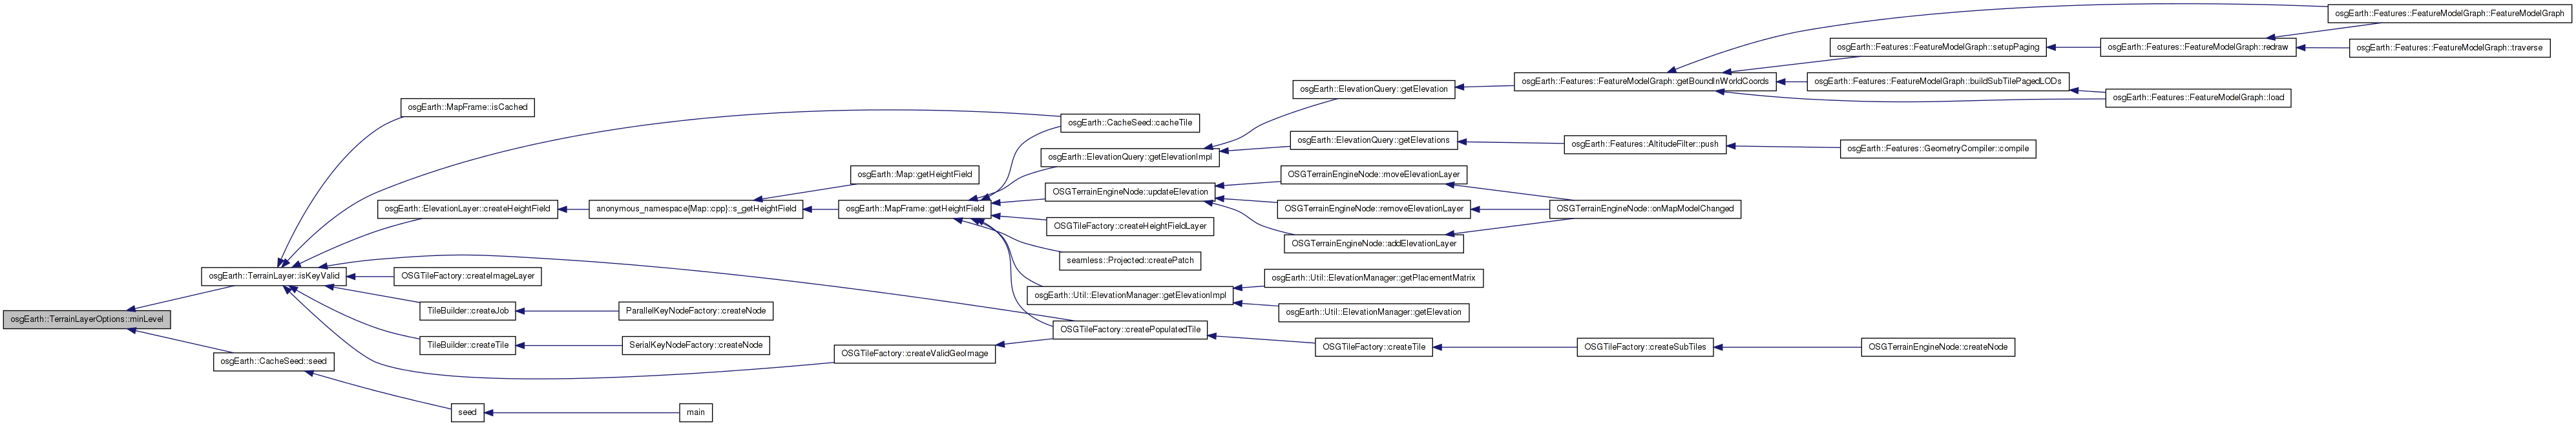 osgEarth::TerrainLayerOptions::minLevel
osgEarth::TerrainLayer::isKeyValid
osgEarth::CacheSeed::seed
osgEarth::MapFrame::isCached
osgEarth::ElevationLayer::createHeightField
OSGTileFactory::createImageLayer
TileBuilder::createJob
TileBuilder::createTile
seed
anonymous_namespace{Map::cpp}::s_getHeightField
ParallelKeyNodeFactory::createNode
SerialKeyNodeFactory::createNode
main
osgEarth::Map::getHeightField
osgEarth::MapFrame::getHeightField
OSGTileFactory::createValidGeoImage
osgEarth::CacheSeed::cacheTile
osgEarth::ElevationQuery::getElevationImpl
OSGTerrainEngineNode::updateElevation
OSGTileFactory::createHeightFieldLayer
seamless::Projected::createPatch
osgEarth::Util::ElevationManager::getElevationImpl
OSGTileFactory::createPopulatedTile
osgEarth::ElevationQuery::getElevation
osgEarth::ElevationQuery::getElevations
OSGTerrainEngineNode::moveElevationLayer
OSGTerrainEngineNode::removeElevationLayer
OSGTerrainEngineNode::addElevationLayer
osgEarth::Util::ElevationManager::getPlacementMatrix
osgEarth::Util::ElevationManager::getElevation
OSGTileFactory::createTile
osgEarth::Features::FeatureModelGraph::getBoundInWorldCoords
osgEarth::Features::AltitudeFilter::push
OSGTerrainEngineNode::onMapModelChanged
OSGTileFactory::createSubTiles
osgEarth::Features::FeatureModelGraph::setupPaging
osgEarth::Features::FeatureModelGraph::buildSubTilePagedLODs
osgEarth::Features::GeometryCompiler::compile
OSGTerrainEngineNode::createNode
osgEarth::Features::FeatureModelGraph::redraw
osgEarth::Features::FeatureModelGraph::load
osgEarth::Features::FeatureModelGraph::FeatureModelGraph
osgEarth::Features::FeatureModelGraph::traverse